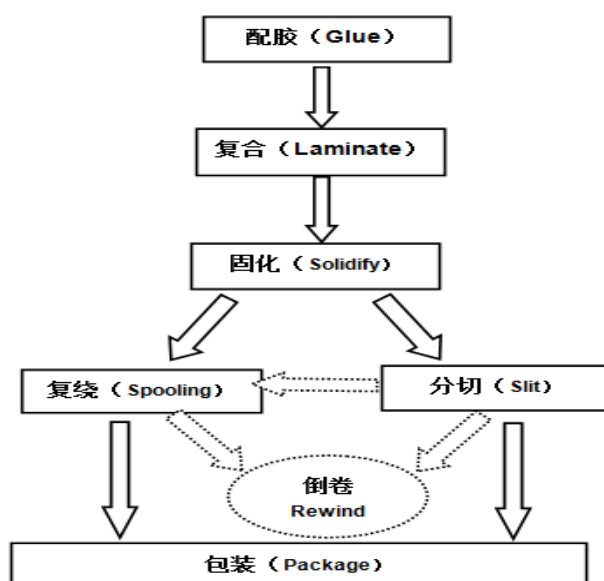 配胶（Glue）
复合（Laminate）
固化（Solidify）
复绕（Spooling）
分切（Slit）
倒卷
Rewind
包装（Package）